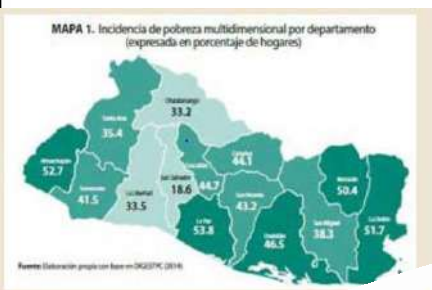 MAPA 1. Incidencia de pobreza multidimensional por departamento
(expresada en porcentaje de hogares)
Chalatenango
33.2
Santa Ana
35.4
Ahuachapán
52.7
Sonsonate
41.5
La Libertad
33.5
San Salvador
18.6
Cuscatlán
44.7
Cabañas
44.1
San Vicente
43.2
La Paz
53.8
Usulután
46.5
San Miguel
38.3
Morazán
50.4
La Unión
51.7
Fuente: Elaboración propia con base en DIGESTYC (2014)